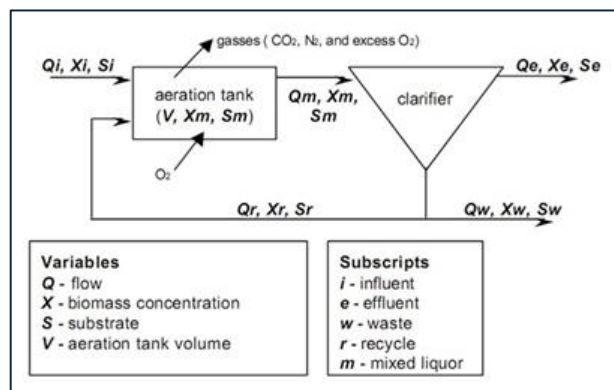 gasses ( CO₂, N₂, and excess O₂)
Qi, Xi, Si
aeration tank
(V, Xm, Sm)
O₂
Qm, Xm,
Sm
clarifier
Qe, Xe, Se
Qr, Xr, Sr
Qw, Xw, Sw
Variables
Q - flow
X - biomass concentration
S - substrate
V - aeration tank volume
Subscripts
i - influent
e - effluent
w - waste
r - recycle
m - mixed liquor